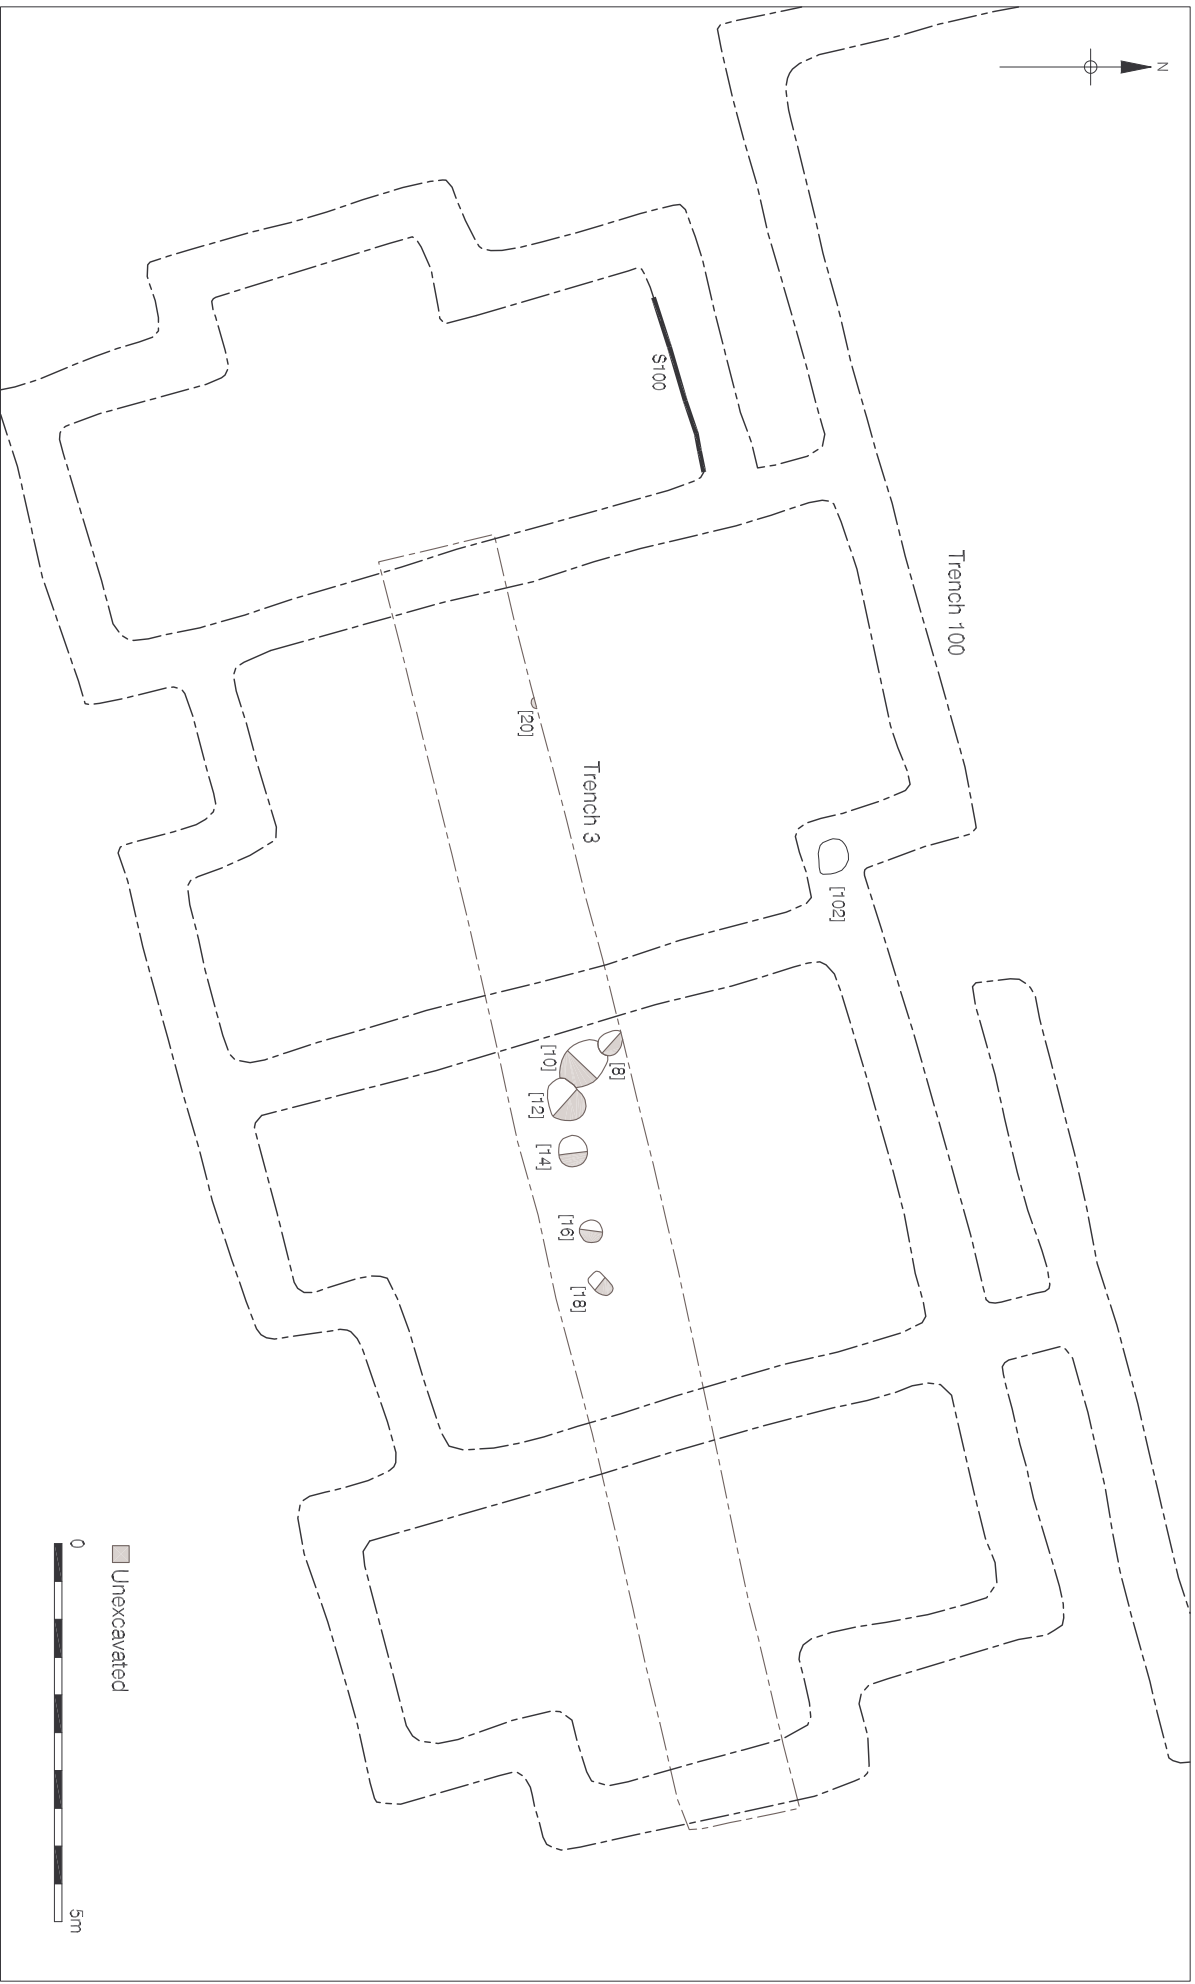 N
Trench 100
S100
[20]
Trench 3
[102]
[8]
[10]
[12]
[14]
[16]
[18]
Unexcavated
0
5m